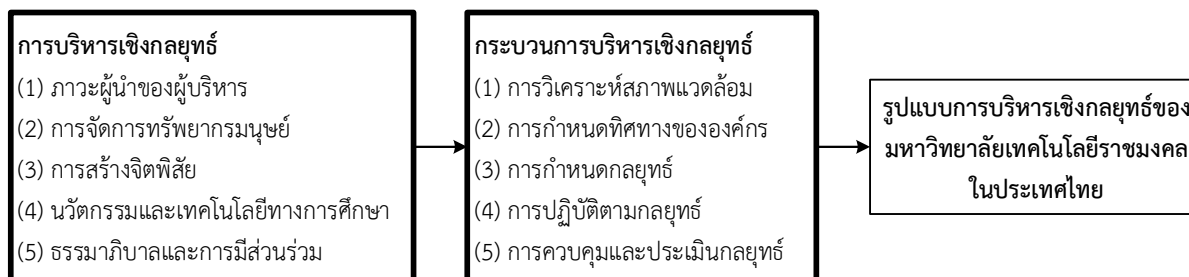 การบริหารเชิงกลยุทธ์
(1) ภาวะผู้นำของผู้บริหาร
(2) การจัดการทรัพยากรมนุษย์
(3) การสร้างจิตพิสัย
(4) นวัตกรรมและเทคโนโลยีทางการศึกษา
(5) ธรรมาภิบาลและการมีส่วนร่วม
กระบวนการบริหารเชิงกลยุทธ์
(1) การวิเคราะห์สภาพแวดล้อม
(2) การกำหนดทิศทางขององค์กร
(3) การกำหนดกลยุทธ์
(4) การปฏิบัติตามกลยุทธ์
(5) การควบคุมและประเมินกลยุทธ์
รูปแบบการบริหารเชิงกลยุทธ์ของ
มหาวิทยาลัยเทคโนโลยีราชมงคล
ในประเทศไทย